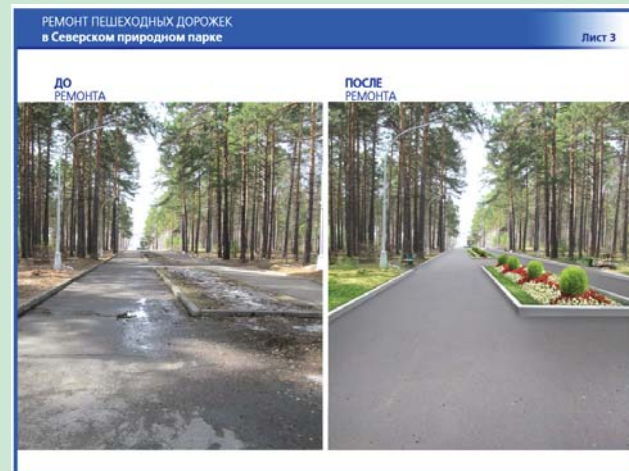 РЕМОНТ ПЕШЕХОДНЫХ ДОРОЖЕК
в Северском природном парке
Лист 3
ДО
РЕМОНТА
ПОСЛЕ
РЕМОНТА